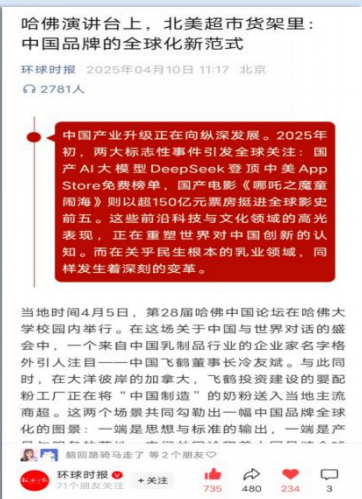 哈佛演讲台上，北美超市货架里：
中国品牌的全球化新范式
环球时报 2025年04月10日 11:17 北京
2781人
中国产业升级正在向纵深发展。2025年
初，两大标志性事件引发全球关注：国
产AI大模型DeepSeek登顶中美App
Store免费榜单，国产电影《哪吒之魔童
闹海》则以超150亿元票房挺进全球影史
前五。这些前沿科技与文化领域的高光
表现，正在重塑世界对中国创新的认
知。而在关乎民生根本的乳业领域，同
样发生着深刻的变革。
当地时间4月5日，第28届哈佛中国论坛在哈佛大
学校园内举行。在这场关于中国与世界对话的盛
会中，一个来自中国乳制品行业的企业家名字格
外引人注目——中国飞鹤董事长冷友斌。与此同
时，在大洋彼岸的加拿大，飞鹤投资建设的婴配
粉工厂正在将“中国制造”的奶粉送入当地主流
商超。这两个场景共同勾勒出一幅中国品牌全球
化的图景：一端是思想与标准的输出，一端是产
脑回路骑马走了 等2个朋友
环球时报
71个朋友关注
+关注
735
480
234
3